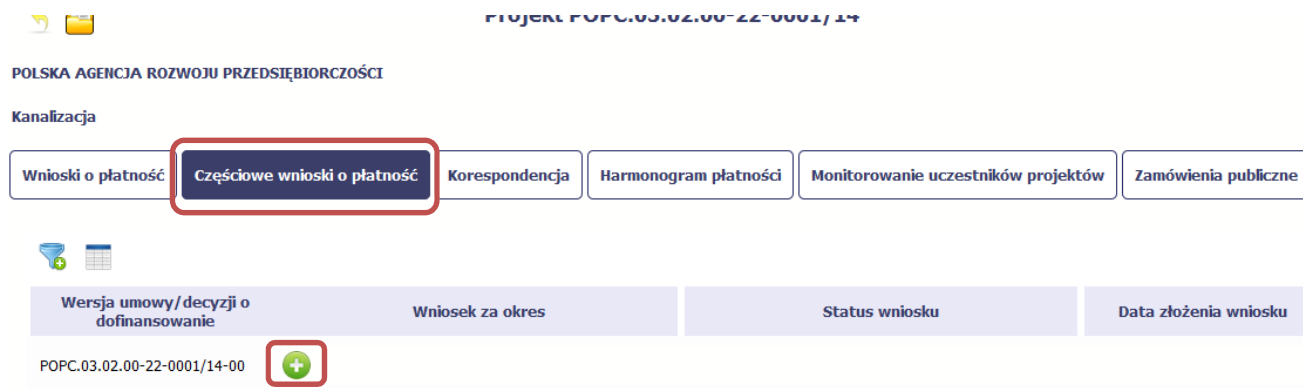 Projekt POPC.03.02.00-22-0001/14
POLSKA AGENCJA ROZWOJU PRZEDSIĘBIORCZOŚCI
Kanalizacja
Wnioski o płatność Częściowe wnioski o płatność Korespondencja Harmonogram płatności Monitorowanie uczestników projektów Zamówienia publiczne
Wersja umowy/decyzji o dofinansowanie Wniosek za okres Status wniosku Data złożenia wniosku
POPC.03.02.00-22-0001/14-00